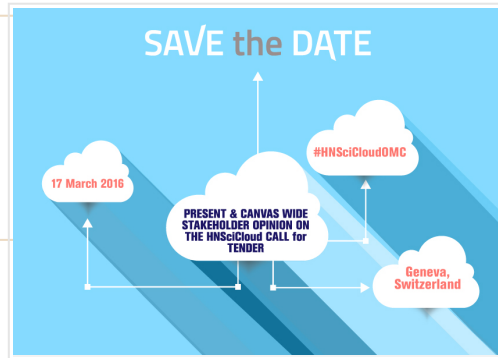 SAVE the DATE
#HNSciCloudOMC
17 March 2016
PRESENT & CANVAS WIDE
STAKEHOLDER OPINION ON
THE HNSciCloud CALL for
TENDER
Geneva,
Switzerland